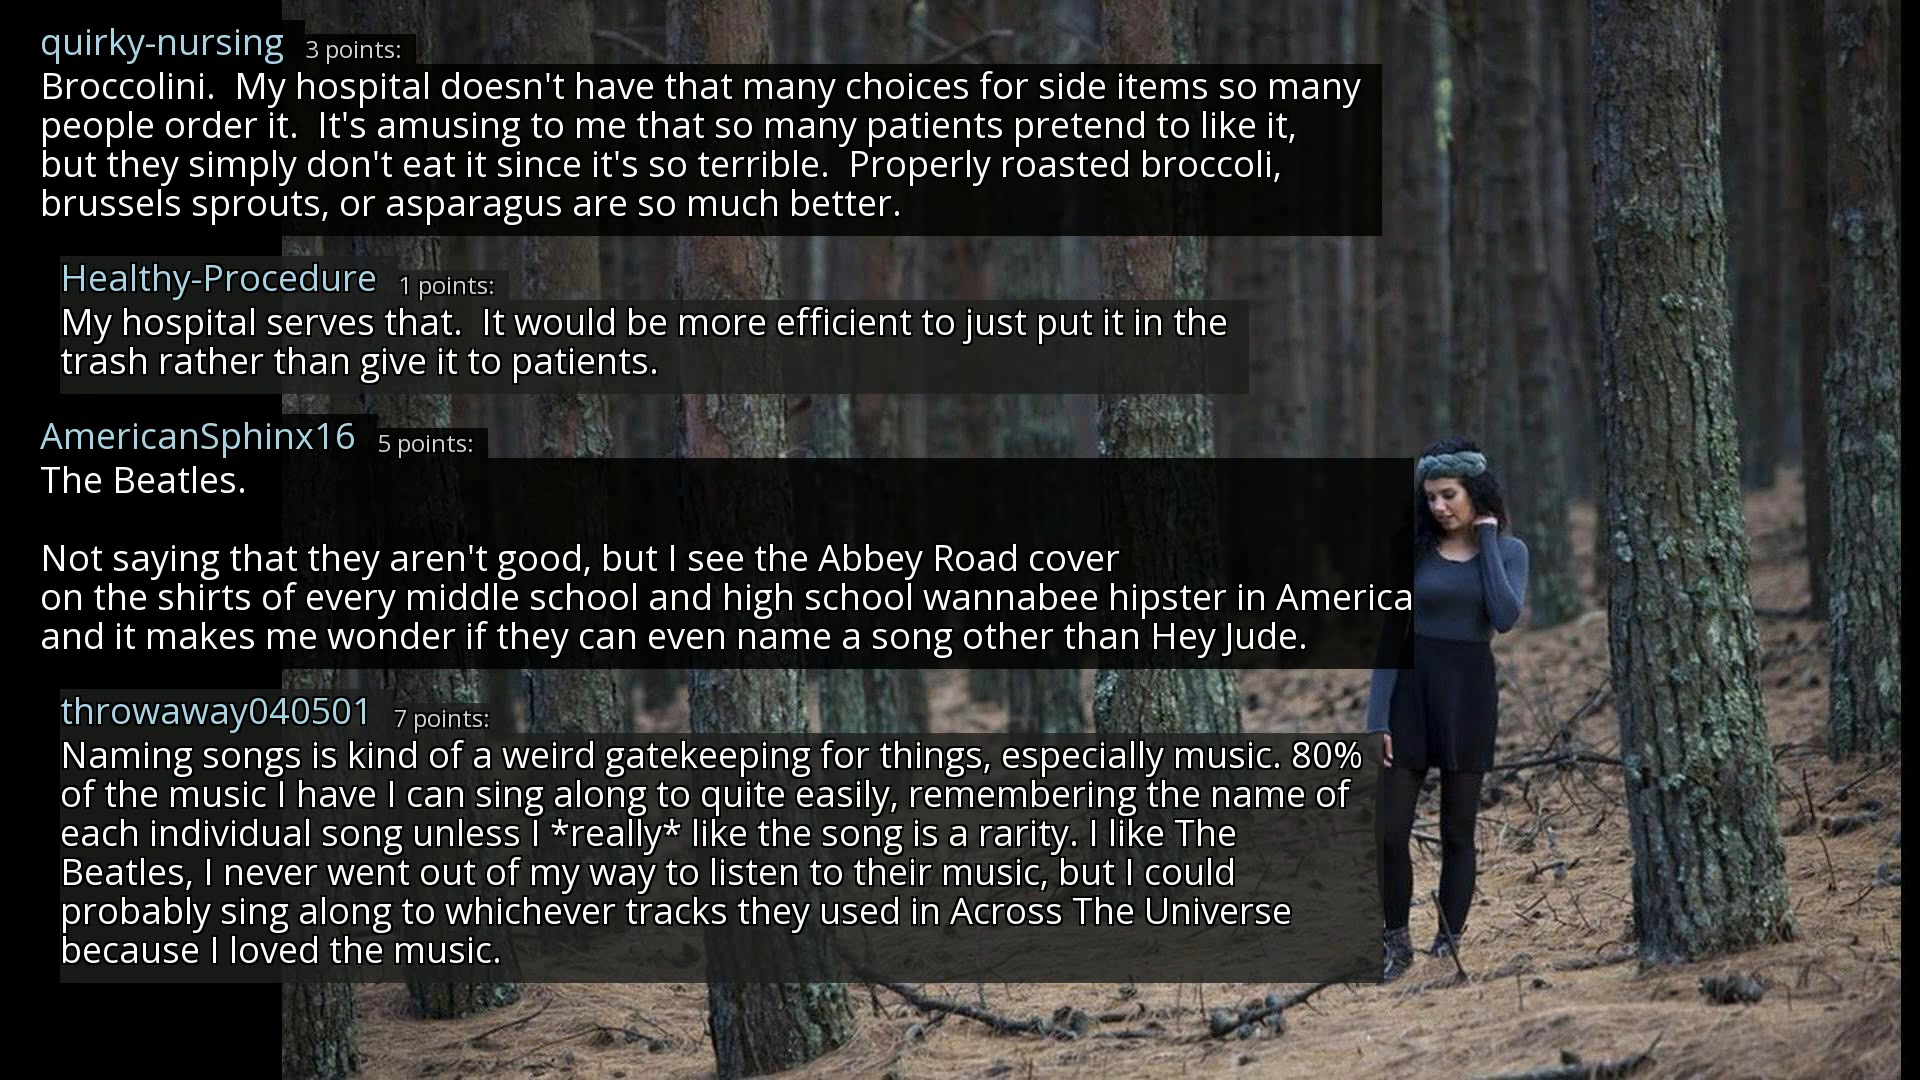 quirky-nursing 3 points:
Broccolini.  My hospital doesn't have that many choices for side items so many
people order it.  It's amusing to me that so many patients pretend to like it,
but they simply don't eat it since it's so terrible.  Properly roasted broccoli,
brussels sprouts, or asparagus are so much better.
Healthy-Procedure 1 points:
My hospital serves that.  It would be more efficient to just put it in the
trash rather than give it to patients.
AmericanSphinx16 5 points:
The Beatles.
Not saying that they aren't good, but I see the Abbey Road cover
on the shirts of every middle school and high school wannabee hipster in America
and it makes me wonder if they can even name a song other than Hey Jude.
throwaway040501 7 points:
Naming songs is kind of a weird gatekeeping for things, especially music. 80%
of the music I have I can sing along to quite easily, remembering the name of
each individual song unless I *really* like the song is a rarity. I like The
Beatles, I never went out of my way to listen to their music, but I could
probably sing along to whichever tracks they used in Across The Universe
because I loved the music.